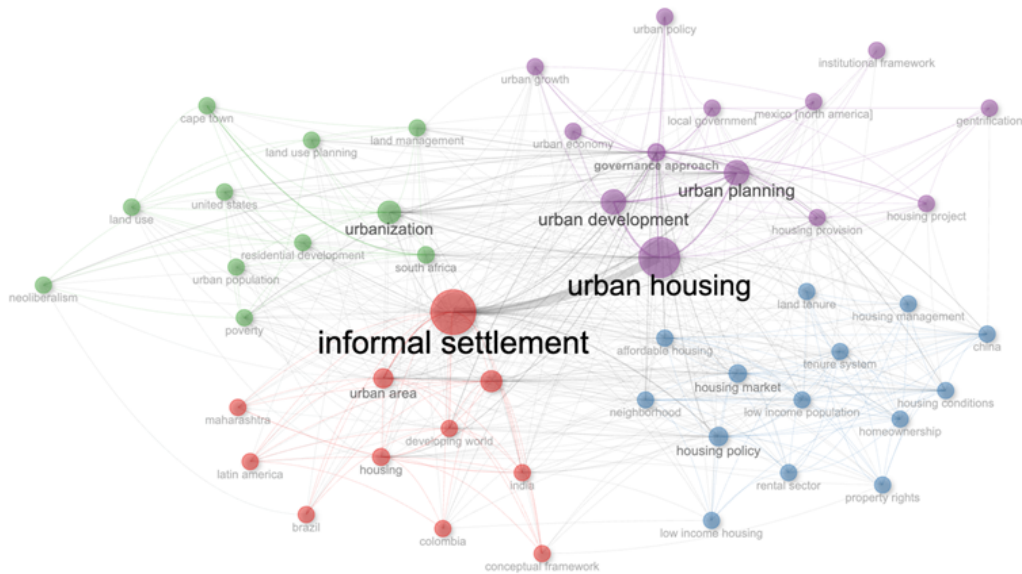 urban policy
institutional framework
urban growth
cape town
local government
mexico [north america]
gentrification
land use planning
land management
urban economy
governance approach
urban planning
united states
land use
urbanization
urban development
housing project
housing provision
residential development
south africa
urban population
neoliberalism
urban housing
land tenure
housing management
poverty
informal settlement
affordable housing
china
tenure system
urban area
housing market
housing conditions
maharashtra
neighborhood
low income population
homeownership
developing world
housing policy
latin america
housing
india
rental sector
property rights
brazil
colombia
low income housing
conceptual framework